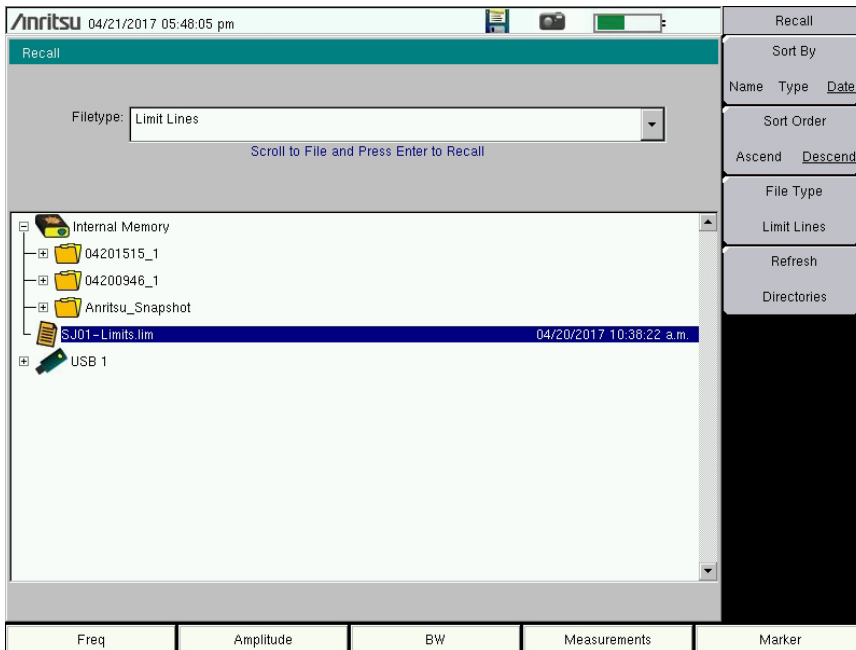 Anritsu 04/21/2017 05:48:05 pm
Recall
Filetype: Limit Lines
Scroll to File and Press Enter to Recall
Internal Memory
04201515_1
04200946_1
Anritsu_Snapshot
SJ01-Limits.lim 04/20/2017 10:38:22 a.m.
USB 1
Recall
Sort By
Name Type Date
Sort Order
Ascend Descend
File Type
Limit Lines
Refresh
Directories
Freq Amplitude BW Measurements Marker